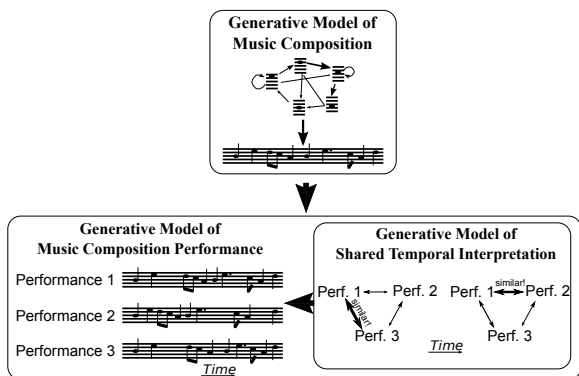 Generative Model of
Music Composition
Generative Model of
Music Composition Performance
Performance 1
Performance 2
Performance 3
Time
Generative Model of
Shared Temporal Interpretation
Perf. 1 Perf. 2
similar!
Perf. 3
Perf. 1 similar! Perf. 2
Perf. 3
Time